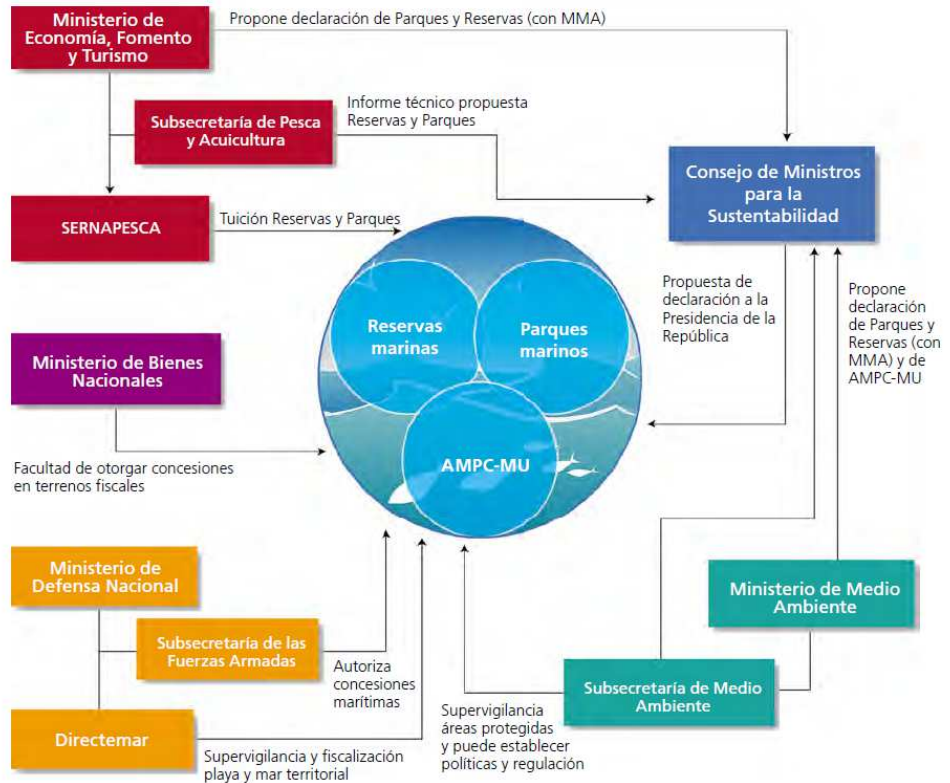 Ministerio de
Economía, Fomento
y Turismo
Propone declaración de Parques y Reservas (con MMA)
Subsecretaría de Pesca
y Acuicultura
Informe técnico propuesta
Reservas y Parques
Consejo de Ministros
para la
Sustentabilidad
SERNAPESCA
Tuición Reservas y Parques
Propuesta de
declaración a la
Presidencia de la
República
Propone
declaración
de Parques y
Reservas (con
MMA) y de
AMPC-MU
Reservas
marinas
Parques
marinos
AMPC-MU
Ministerio de Bienes
Nacionales
Facultad de otorgar concesiones
en terrenos fiscales
Ministerio de
Defensa Nacional
Subsecretaría de las
Fuerzas Armadas
Autoriza
concesiones
marítimas
Directemar
Supervigilancia y fiscalización
playa y mar territorial
Supervigilancia
áreas protegidas
y puede establecer
políticas y regulación
Ministerio de Medio
Ambiente
Subsecretaría de Medio
Ambiente